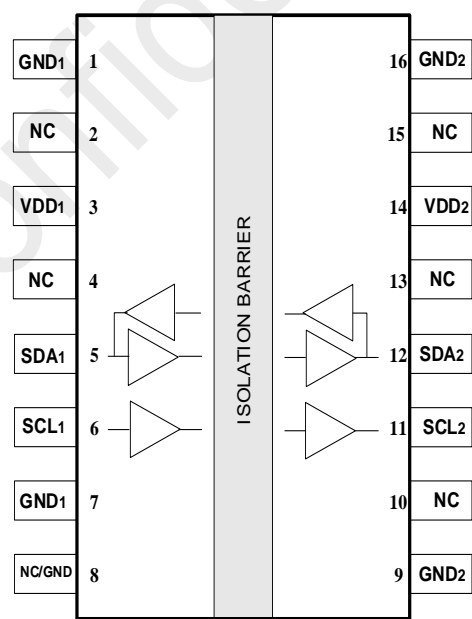 GND1 1 16 GND2
NC 2 15 NC
VDD1 3 14 VDD2
NC 4 13 NC
SDA1 5 12 SDA2
SCL1 6 11 SCL2
GND1 7 10 NC
NC/GND 8 9 GND2
ISOLATION BARRIER